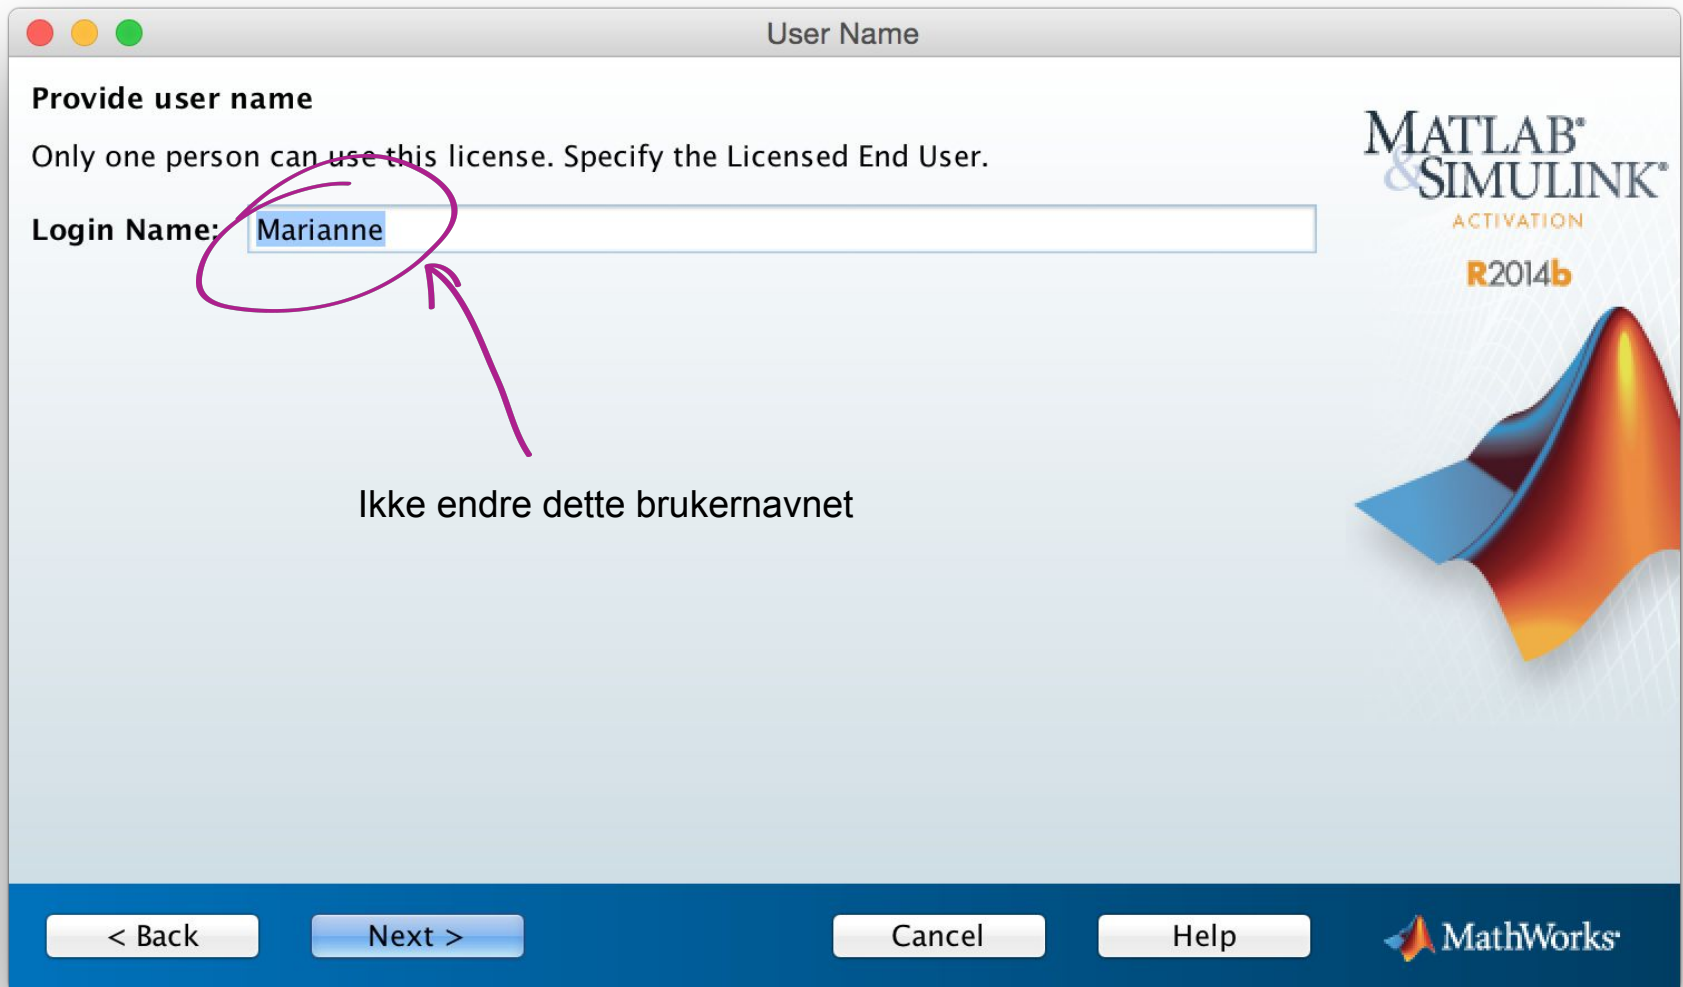 User Name
Provide user name
Only one person can use this license. Specify the Licensed End User.
Login Name: Marianne
Ikke endre dette brukernavnet
MATLAB®
&SIMULINK®
ACTIVATION
R2014b
< Back
Next >
Cancel
Help
MathWorks®